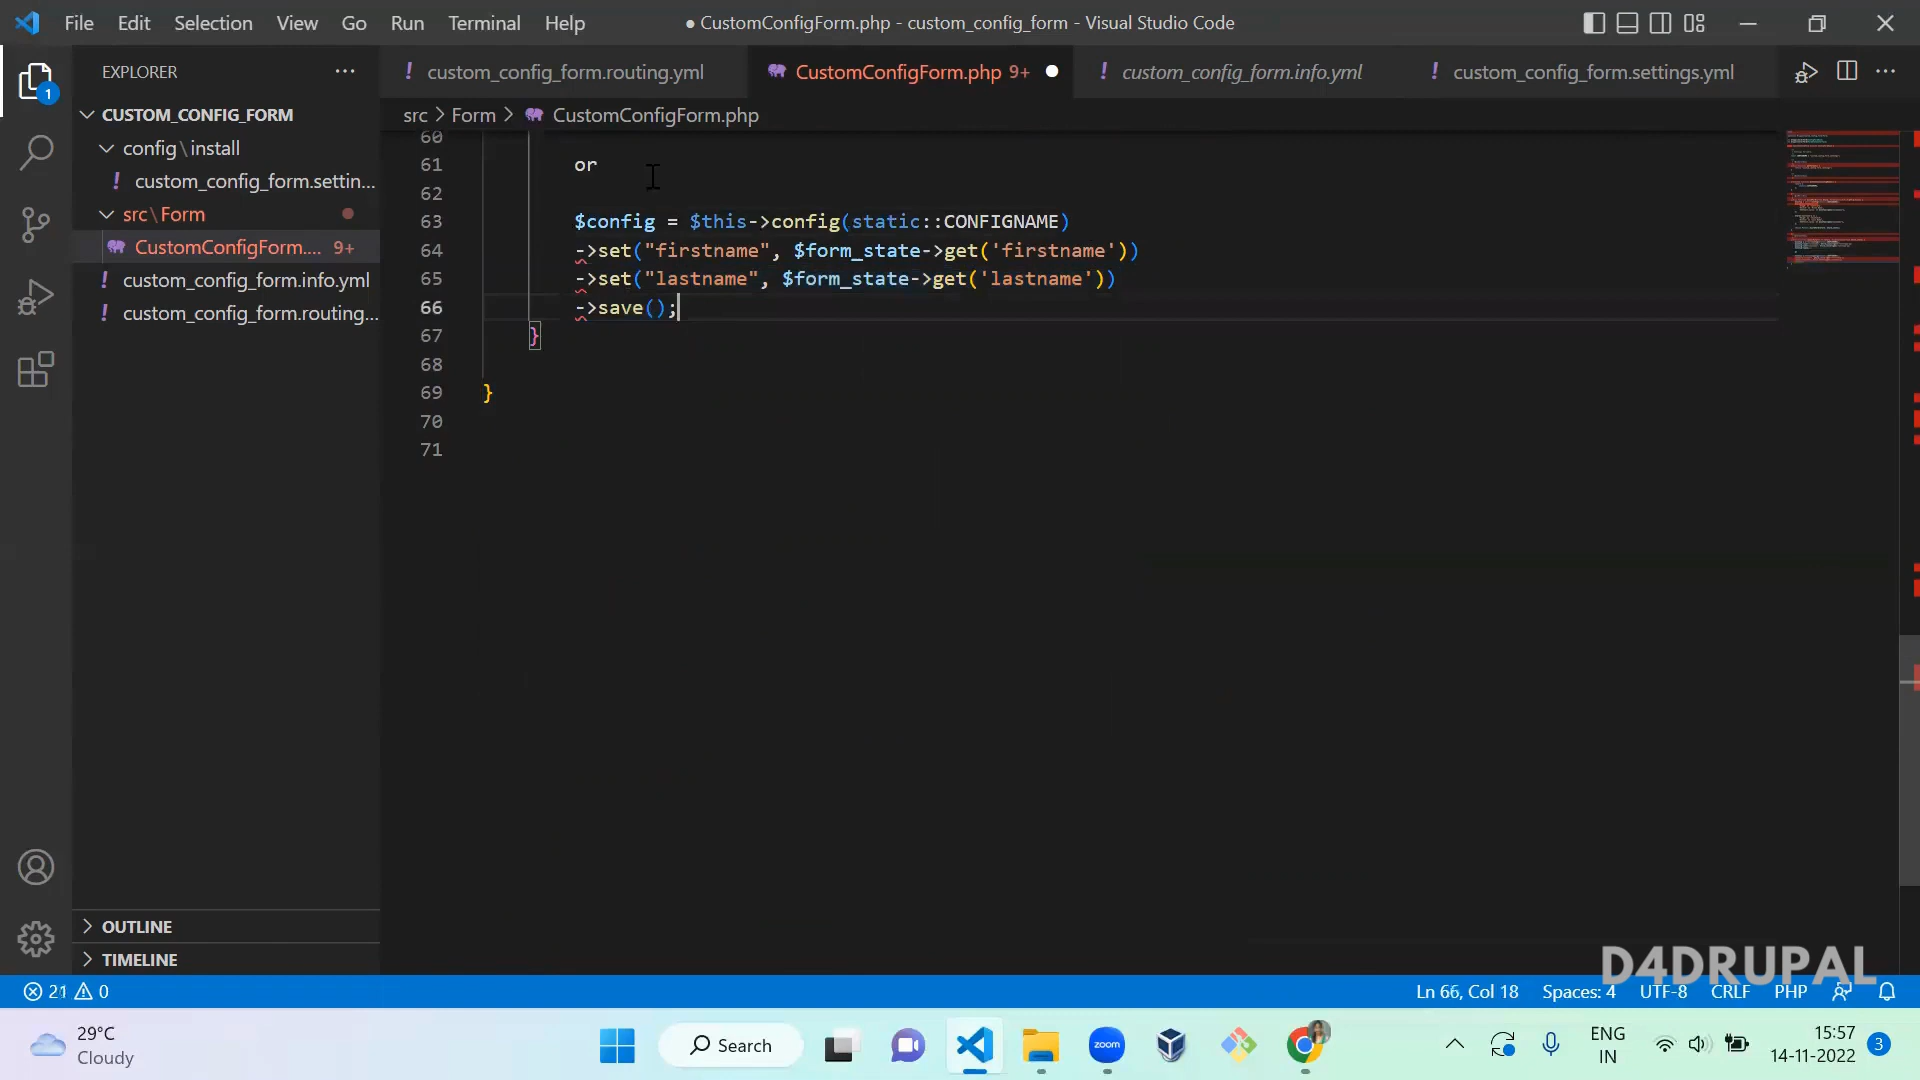 File Edit Selection View Go Run Terminal Help
● CustomConfigForm.php - custom_config_form - Visual Studio Code
EXPLORER
1
CUSTOM_CONFIG_FORM
config\install
! custom_config_form.settin...
src\Form
CustomConfigForm.... 9+
custom_config_form.info.yml
! custom_config_form.routing...
OUTLINE
TIMELINE
! custom_config_form.routing.yml
CustomConfigForm.php 9+ ●
! custom_config_form.info.yml
! custom_config_form.settings.yml
src > Form > CustomConfigForm.php
60
61 or
62
63 $config = $this->config(static::CONFIGNAME)
64 ->set("firstname", $form_state->get('firstname'))
65 ->set("lastname", $form_state->get('lastname'))
66 ->save();
67 }
68
69 }
70
71
D4DRUPAL
21 0
Ln 66, Col 18 Spaces: 4 UTF-8 CRLF PHP
29°C
Cloudy
Search
zoom
ENG
IN
15:57
14-11-2022
3